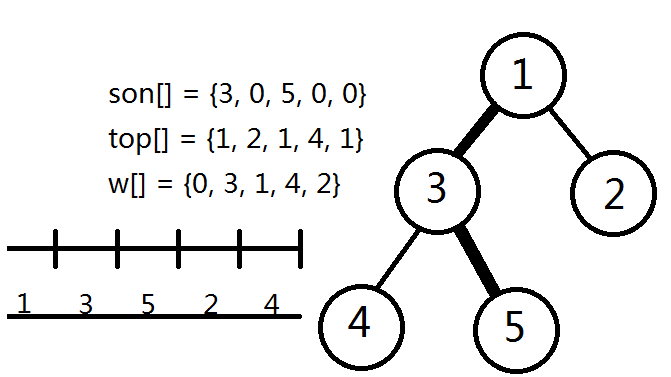 son[] = {3, 0, 5, 0, 0}
top[] = {1, 2, 1, 4, 1}
w[] = {0, 3, 1, 4, 2}
1 3 5 2 4
1
3 2
4 5